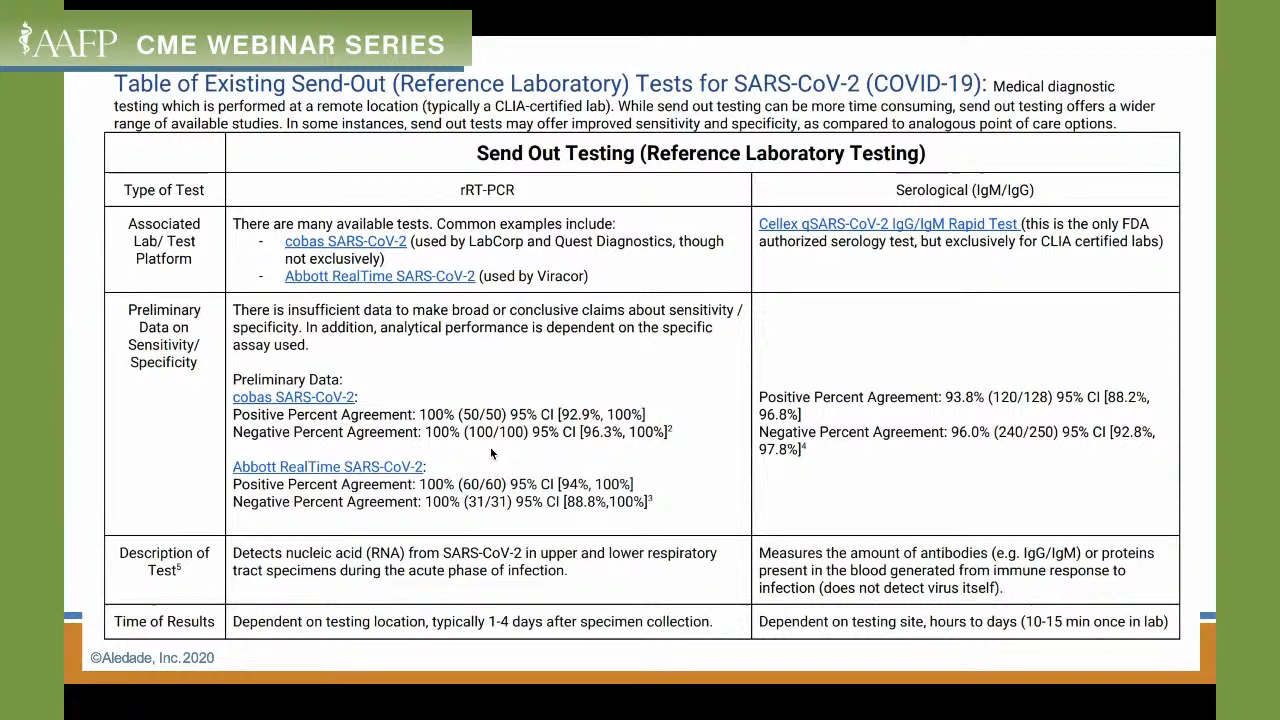 AAFP CME WEBINAR SERIES
Table of Existing Send-Out (Reference Laboratory) Tests for SARS-CoV-2 (COVID-19): Medical diagnostic
testing which is performed at a remote location (typically a CLIA-certified lab). While send out testing can be more time consuming, send out testing offers a wider
range of available studies. In some instances, send out tests may offer improved sensitivity and specificity, as compared to analogous point of care options.
Send Out Testing (Reference Laboratory Testing)
Type of Test
rRT-PCR
Serological (IgM/IgG)
Associated
Lab/ Test
Platform
There are many available tests. Common examples include:
- cobas SARS-CoV-2 (used by LabCorp and Quest Diagnostics, though
not exclusively)
- Abbott RealTime SARS-CoV-2 (used by Viracor)
Cellex qSARS-CoV-2 IgG/IgM Rapid Test (this is the only FDA
authorized serology test, but exclusively for CLIA certified labs)
Preliminary
Data on
Sensitivity/
Specificity
There is insufficient data to make broad or conclusive claims about sensitivity /
specificity. In addition, analytical performance is dependent on the specific
assay used.
Preliminary Data:
cobas SARS-CoV-2:
Positive Percent Agreement: 100% (50/50) 95% CI [92.9%, 100%]
Negative Percent Agreement: 100% (100/100) 95% CI [96.3%, 100%]²
Abbott RealTime SARS-CoV-2:
Positive Percent Agreement: 100% (60/60) 95% CI [94%, 100%]
Negative Percent Agreement: 100% (31/31) 95% CI [88.8%,100%]³
Positive Percent Agreement: 93.8% (120/128) 95% CI [88.2%,
96.8%]
Negative Percent Agreement: 96.0% (240/250) 95% CI [92.8%,
97.8%]⁴
Description of
Test⁵
Detects nucleic acid (RNA) from SARS-CoV-2 in upper and lower respiratory
tract specimens during the acute phase of infection.
Measures the amount of antibodies (e.g. IgG/IgM) or proteins
present in the blood generated from immune response to
infection (does not detect virus itself).
Time of Results
Dependent on testing location, typically 1-4 days after specimen collection.
Dependent on testing site, hours to days (10-15 min once in lab)
©Aledade, Inc. 2020